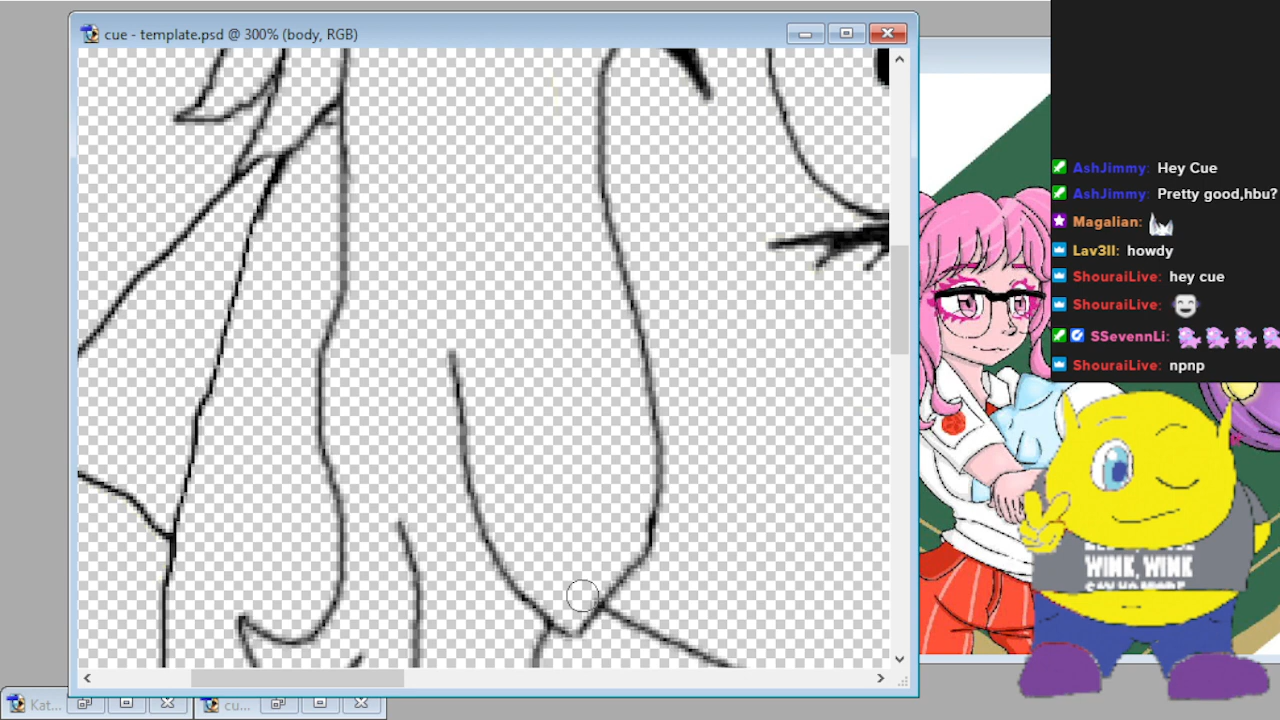 cue - template.psd @ 300% (body, RGB)
AshJimmy: Hey Cue
AshJimmy: Pretty good,hbu?
Magalian:
Lav3ll: howdy
ShouraiLive: hey cue
ShouraiLive:
SSevennLi:
ShouraiLive: npnp
WINK, WINK
Kat...
cu...